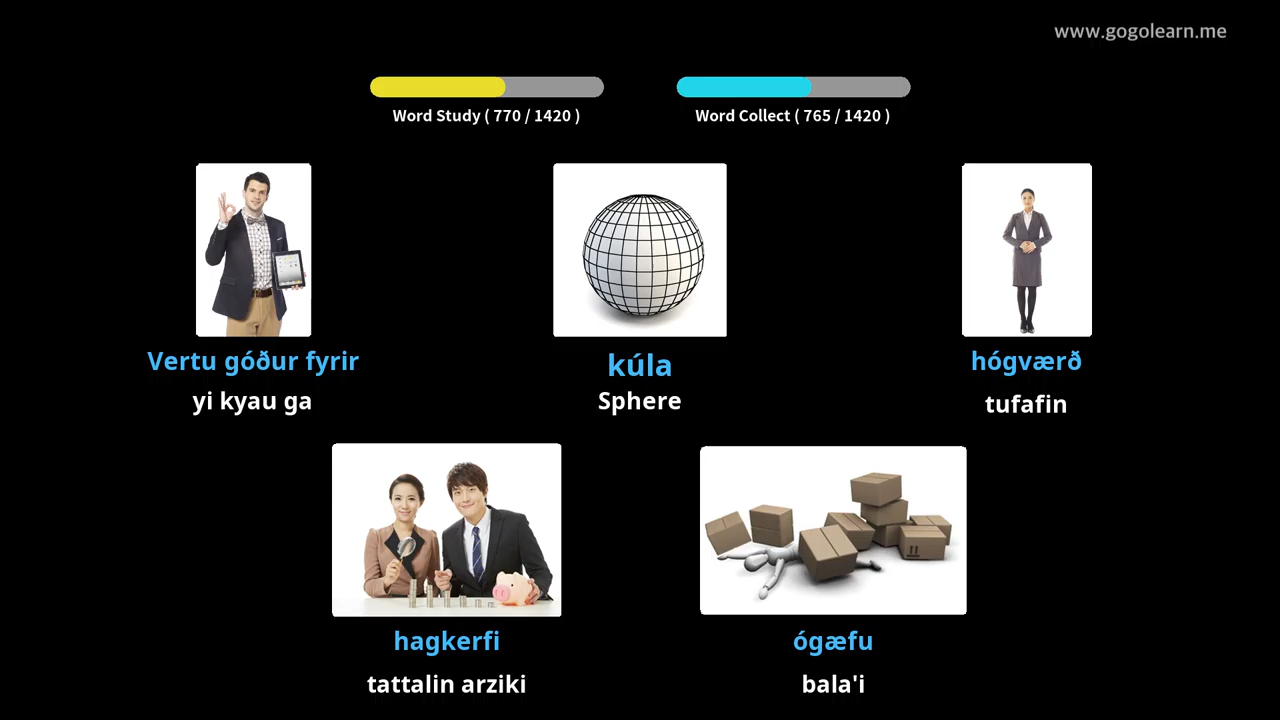 www.gogolearn.me
Word Study ( 770 / 1420 )
Word Collect ( 765 / 1420 )
Vertu góður fyrir
yi kyau ga
kúla
Sphere
hógværð
tufafin
hagkerfi
tattalin arziki
ógæfu
bala'i